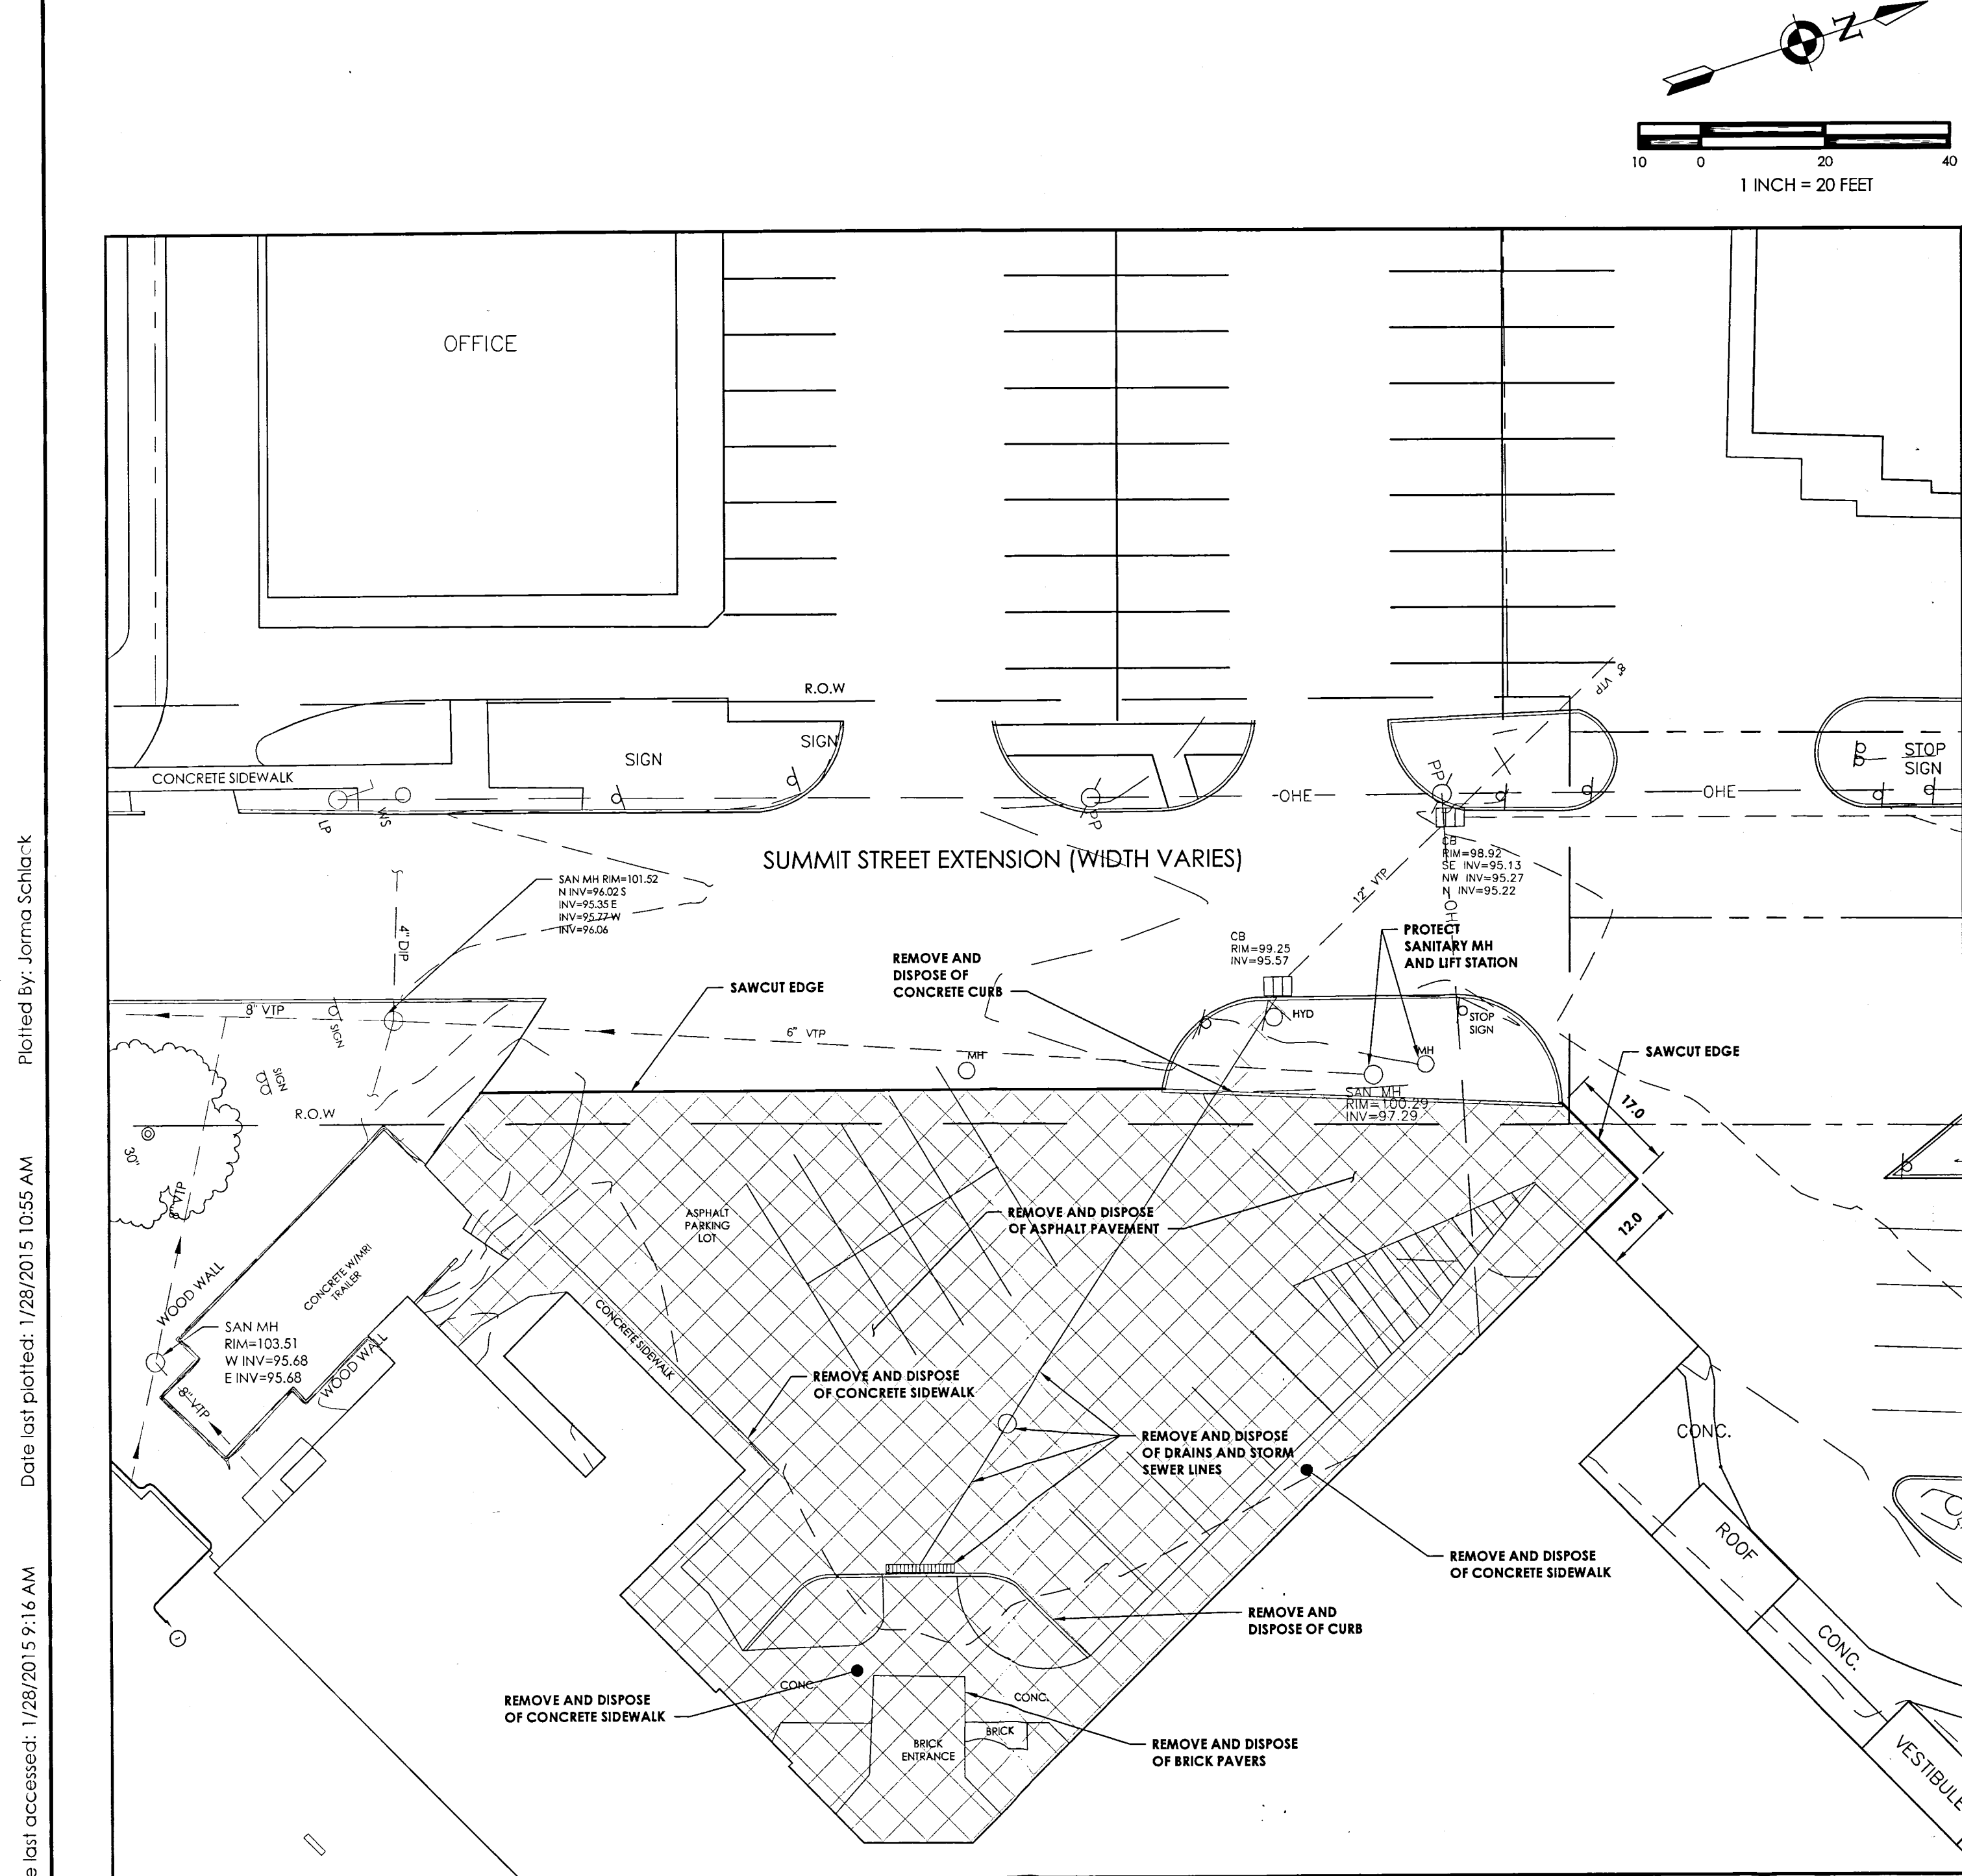 N
10 0 20 40
1 INCH = 20 FEET
OFFICE
R.O.W
SIGN
SIGN
CONCRETE SIDEWALK
LP
WS
PP
OHE
PP
OHE
8" VTP
STOP
SIGN
SUMMIT STREET EXTENSION (WIDTH VARIES)
CB
RIM=98.92
SE INV=95.13
NW INV=95.27
N INV=95.22
OH
12" VTP
SAN MH RIM=101.52
N INV=96.02 S
INV=95.35 E
INV=95.77 W
INV=96.06
4" DIP
CB
RIM=99.25
INV=95.57
PROTECT
SANITARY MH
AND LIFT STATION
REMOVE AND
DISPOSE OF
CONCRETE CURB
SAWCUT EDGE
8" VTP
SIGN
6" VTP
MH
HYD
STOP
SIGN
MH
SAWCUT EDGE
SIGN
SAN MH
RIM=100.29
INV=97.29
17.0
R.O.W
30"
8" VTP
ASPHALT
PARKING
LOT
REMOVE AND DISPOSE
OF ASPHALT PAVEMENT
12.0
WOOD WALL
CONCRETE W/MRI
TRAILER
SAN MH
RIM=103.51
W INV=95.68
E INV=95.68
WOOD WALL
8" VTP
CONCRETE SIDEWALK
REMOVE AND DISPOSE
OF CONCRETE SIDEWALK
REMOVE AND DISPOSE
OF DRAINS AND STORM
SEWER LINES
CONC.
ROOF
CONC.
VESTIBULE
REMOVE AND DISPOSE
OF CONCRETE SIDEWALK
REMOVE AND
DISPOSE OF CURB
CONC.
CONC.
REMOVE AND DISPOSE
OF CONCRETE SIDEWALK
BRICK
BRICK
ENTRANCE
REMOVE AND DISPOSE
OF BRICK PAVERS
Plotted By: Jorma Schlack
Date last plotted: 1/28/2015 10:55 AM
e last accessed: 1/28/2015 9:16 AM